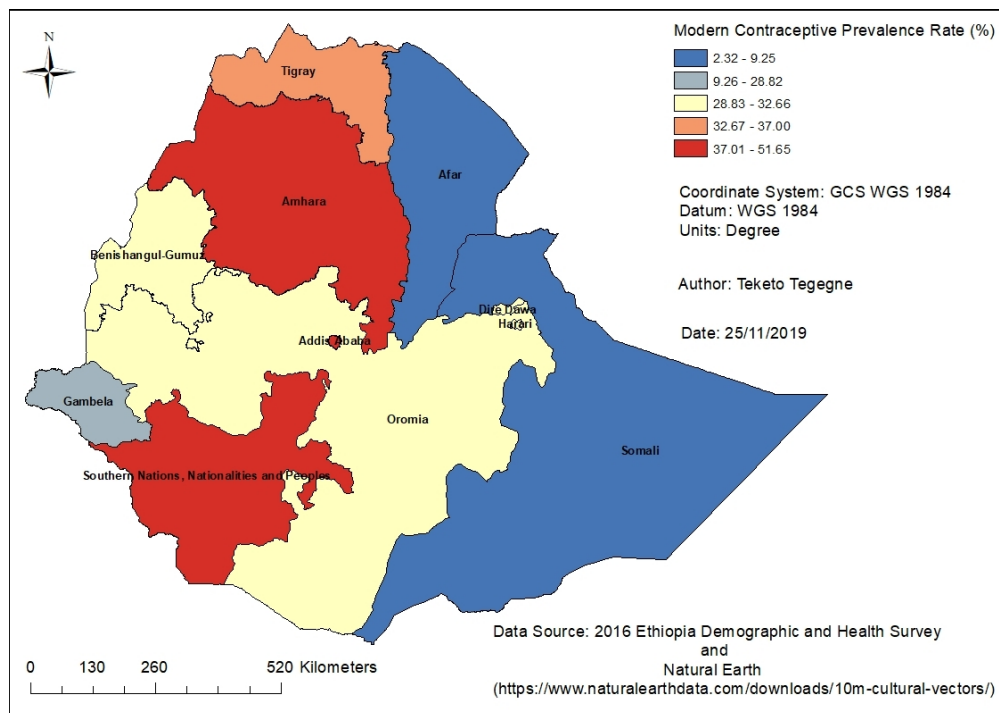 Modern Contraceptive Prevalence Rate (%)
2.32 - 9.25
9.26 - 28.82
28.83 - 32.66
32.67 - 37.00
37.01 - 51.65
Coordinate System: GCS WGS 1984
Datum: WGS 1984
Units: Degree
Author: Teketo Tegegne
Date: 25/11/2019
N
Tigray
Afar
Amhara
Benishangul-Gumuz
Dire Dawa
Harari
Addis Ababa
Gambela
Oromia
Somali
Southern Nations, Nationalities and Peoples
Data Source: 2016 Ethiopia Demographic and Health Survey
and
Natural Earth
(https://www.naturalearthdata.com/downloads/10m-cultural-vectors/)
0 130 260 520 Kilometers